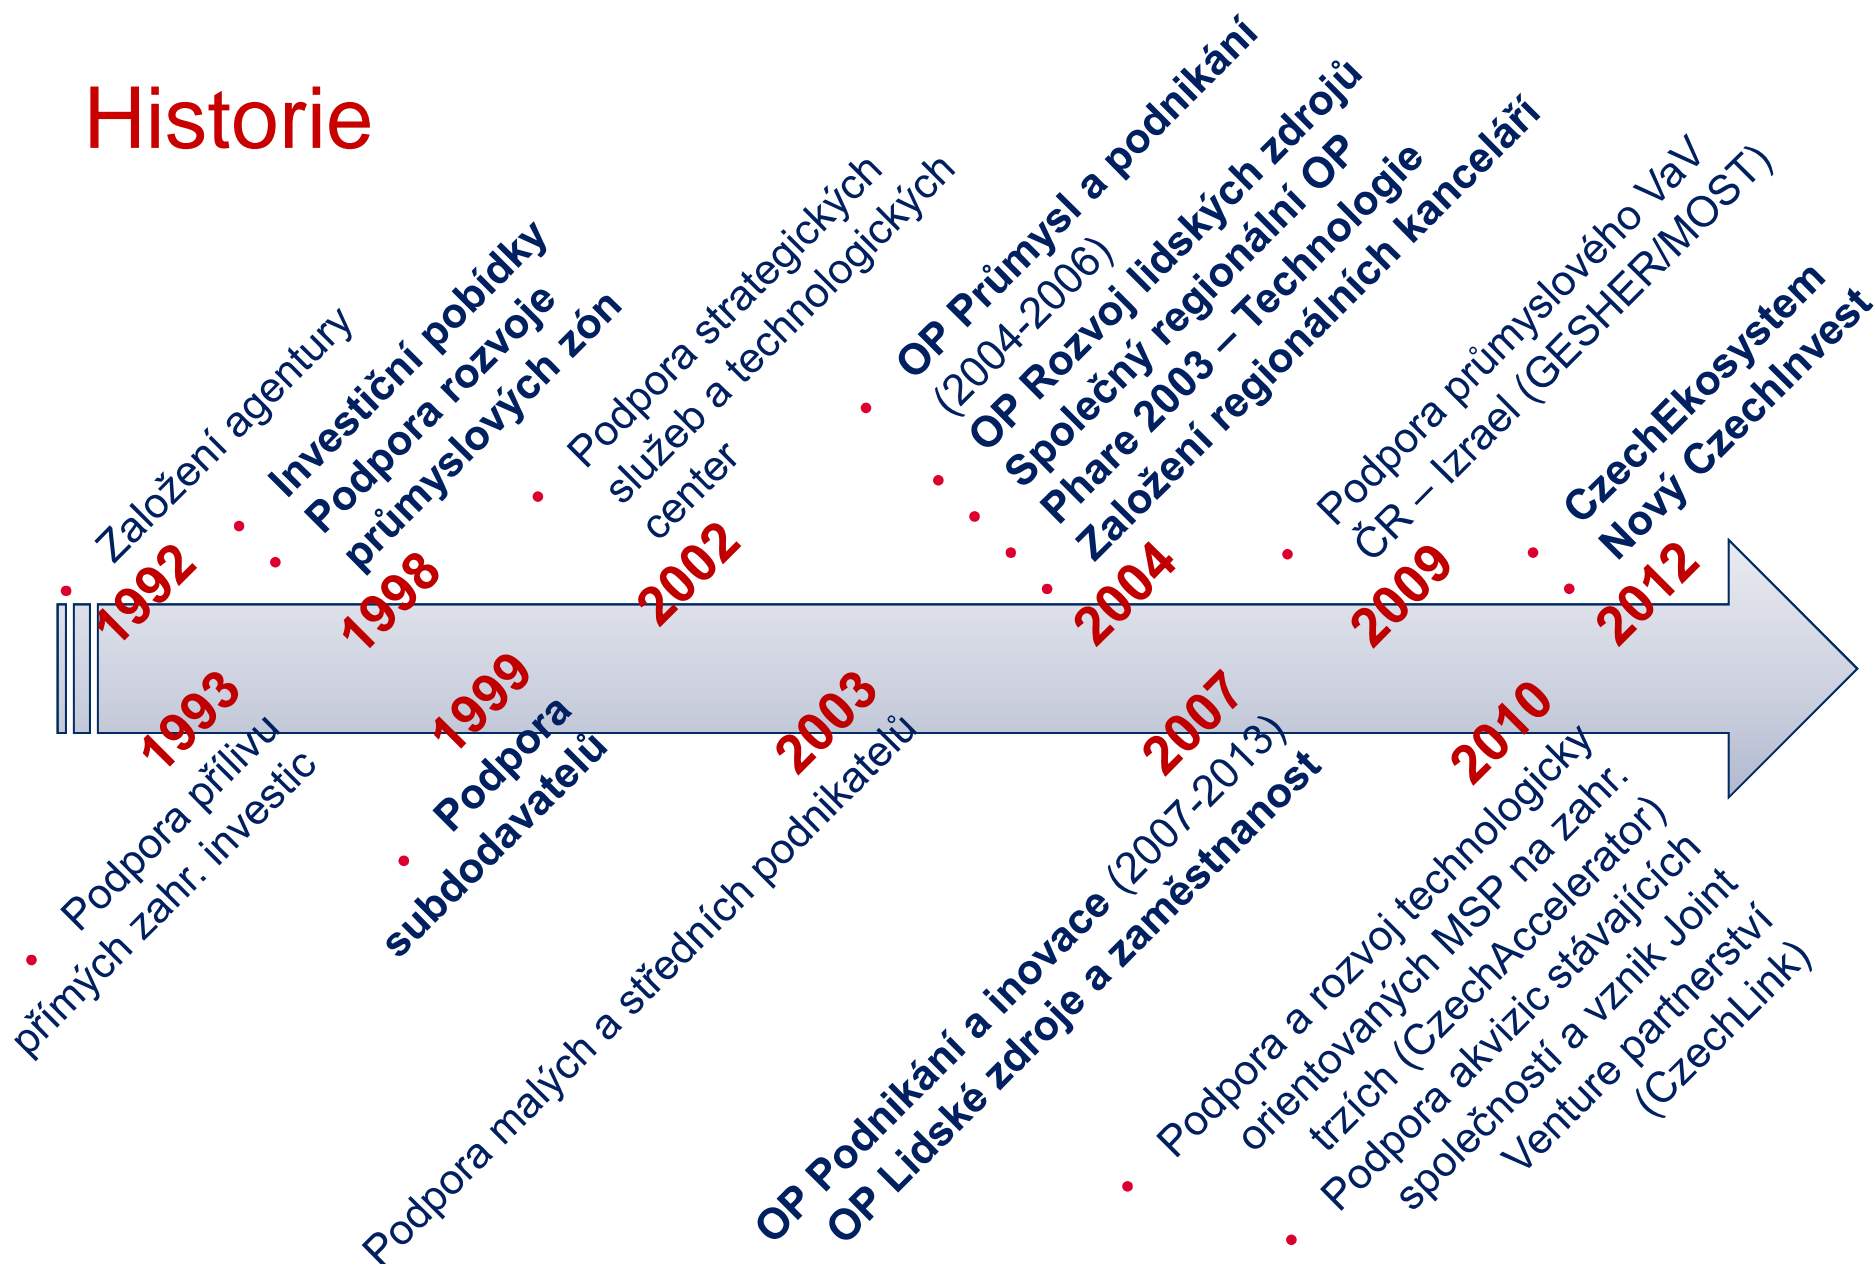 Historie
1992
Založení agentury
1993
Podpora přílivu
přímých zahr. investic
1998
Investiční pobídky
Podpora rozvoje
průmyslových zón
1999
Podpora
subdodavatelů
2002
Podpora strategických
služeb a technologických
center
2003
Podpora malých a středních podnikatelů
2004
OP Průmysl a podnikání
(2004-2006)
OP Rozvoj lidských zdrojů
Společný regionální OP
Phare 2003 – Technologie
Založení regionálních kanceláří
2007
OP Podnikání a inovace (2007-2013)
OP Lidské zdroje a zaměstnanost
2009
Podpora průmyslového VaV
ČR – Izrael (GESHER/MOST)
2010
Podpora a rozvoj technologicky
orientovaných MSP na zahr.
trzích (CzechAccelerator)
Podpora akvizic stávajících
společností a vznik Joint
Venture partnerství
(CzechLink)
2012
CzechEkosystem
Nový CzechInvest